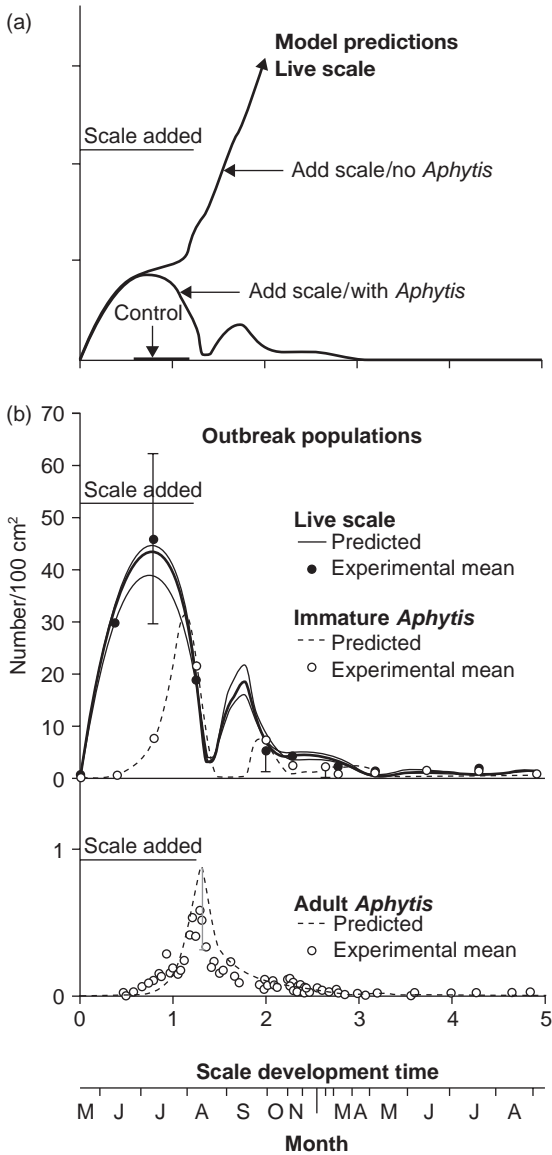 (a)
Model predictions
Live scale
Scale added
Add scale/no Aphytis
Add scale/with Aphytis
Control
(b)
70
60
50
40
30
20
10
0
Number/100 cm²
Outbreak populations
Scale added
Live scale
Predicted
Experimental mean
Immature Aphytis
Predicted
Experimental mean
1
0
Scale added
Adult Aphytis
Predicted
Experimental mean
0 1 2 3 4 5
Scale development time
M J J A S O N M A M J J A
Month